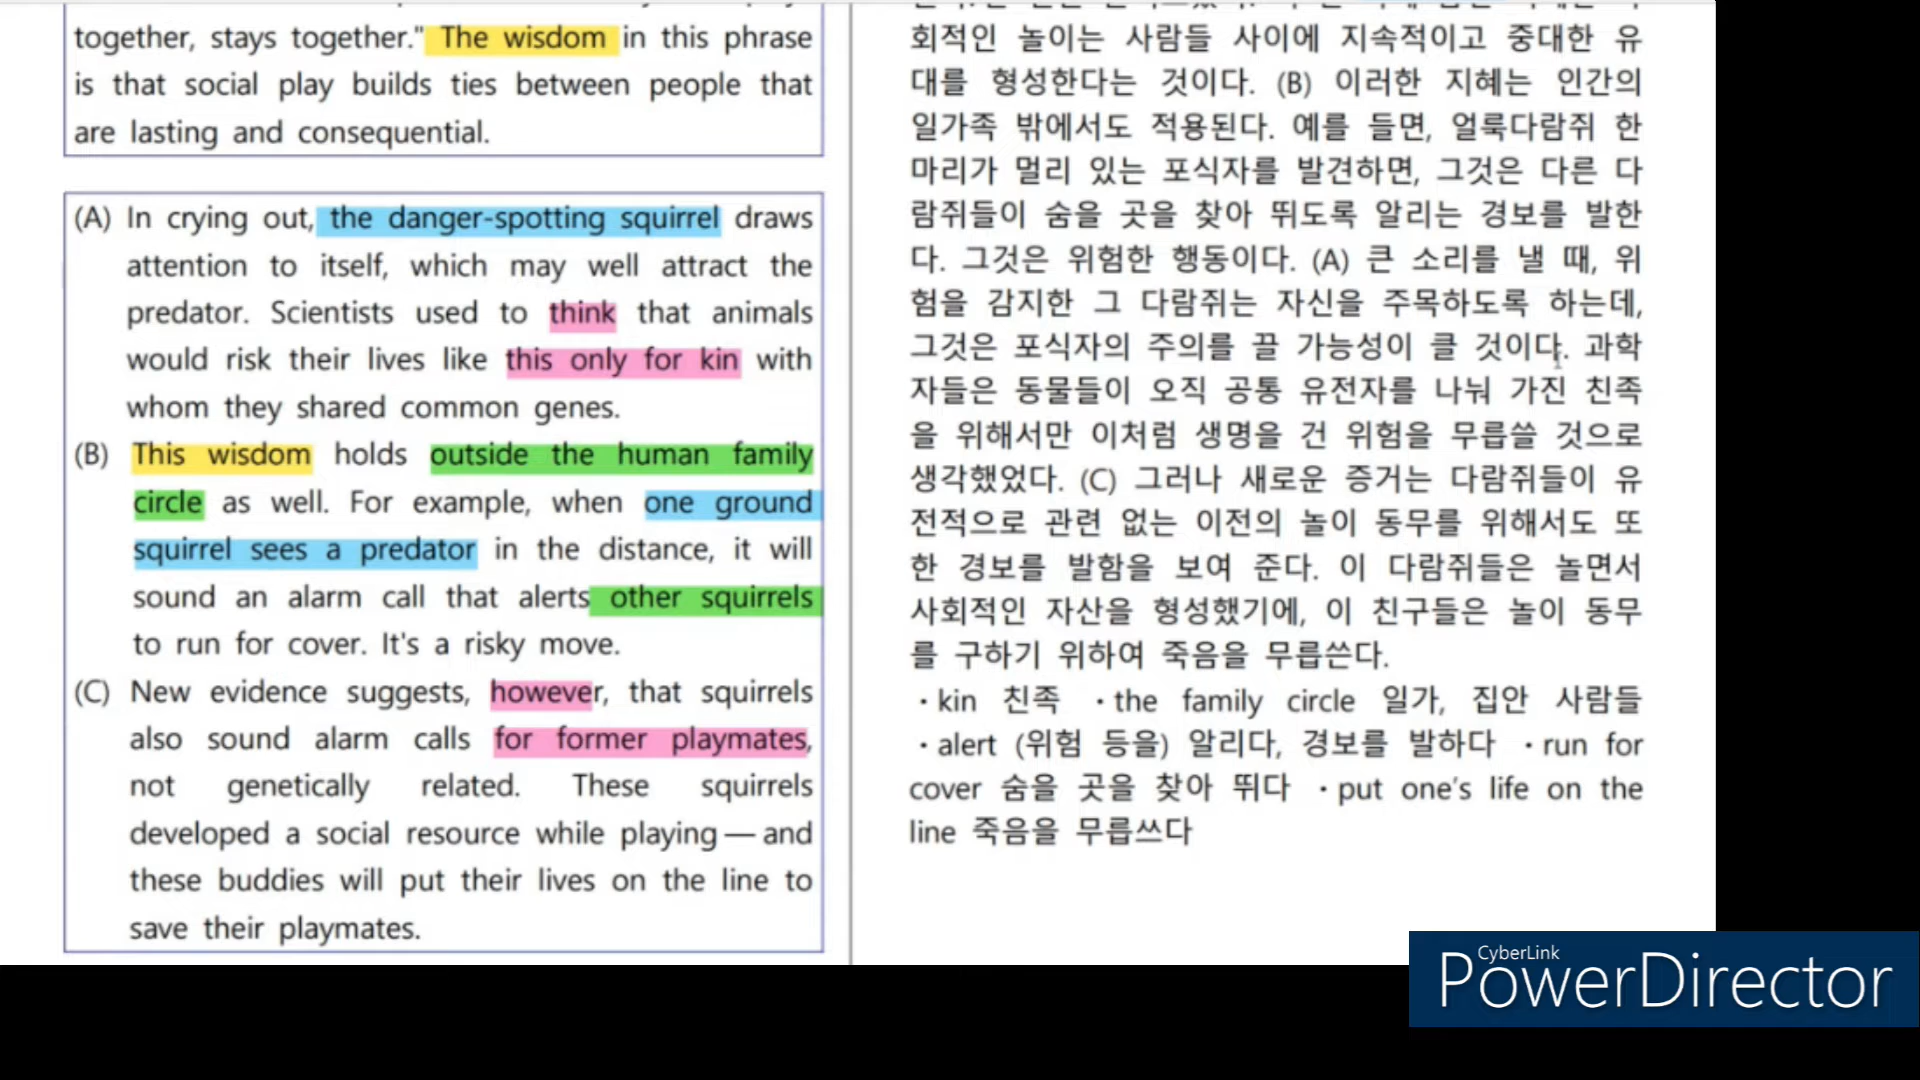 together, stays together." The wisdom in this phrase
is that social play builds ties between people that
are lasting and consequential.
(A) In crying out, the danger-spotting squirrel draws
attention to itself, which may well attract the
predator. Scientists used to think that animals
would risk their lives like this only for kin with
whom they shared common genes.
(B) This wisdom holds outside the human family
circle as well. For example, when one ground
squirrel sees a predator in the distance, it will
sound an alarm call that alerts other squirrels
to run for cover. It's a risky move.
(C) New evidence suggests, however, that squirrels
also sound alarm calls for former playmates,
not genetically related. These squirrels
developed a social resource while playing — and
these buddies will put their lives on the line to
save their playmates.
회적인 놀이는 사람들 사이에 지속적이고 중대한 유
대를 형성한다는 것이다. (B) 이러한 지혜는 인간의
일가족 밖에서도 적용된다. 예를 들면, 얼룩다람쥐 한
마리가 멀리 있는 포식자를 발견하면, 그것은 다른 다
람쥐들이 숨을 곳을 찾아 뛰도록 알리는 경보를 발한
다. 그것은 위험한 행동이다. (A) 큰 소리를 낼 때, 위
험을 감지한 그 다람쥐는 자신을 주목하도록 하는데,
그것은 포식자의 주의를 끌 가능성이 클 것이다. 과학
자들은 동물들이 오직 공통 유전자를 나눠 가진 친족
을 위해서만 이처럼 생명을 건 위험을 무릅쓸 것으로
생각했었다. (C) 그러나 새로운 증거는 다람쥐들이 유
전적으로 관련 없는 이전의 놀이 동무를 위해서도 또
한 경보를 발함을 보여 준다. 이 다람쥐들은 놀면서
사회적인 자산을 형성했기에, 이 친구들은 놀이 동무
를 구하기 위하여 죽음을 무릅쓴다.
・kin 친족 ・the family circle 일가, 집안 사람들
・alert (위험 등을) 알리다, 경보를 발하다 ・run for
cover 숨을 곳을 찾아 뛰다 ・put one's life on the
line 죽음을 무릅쓰다
CyberLink
PowerDirector